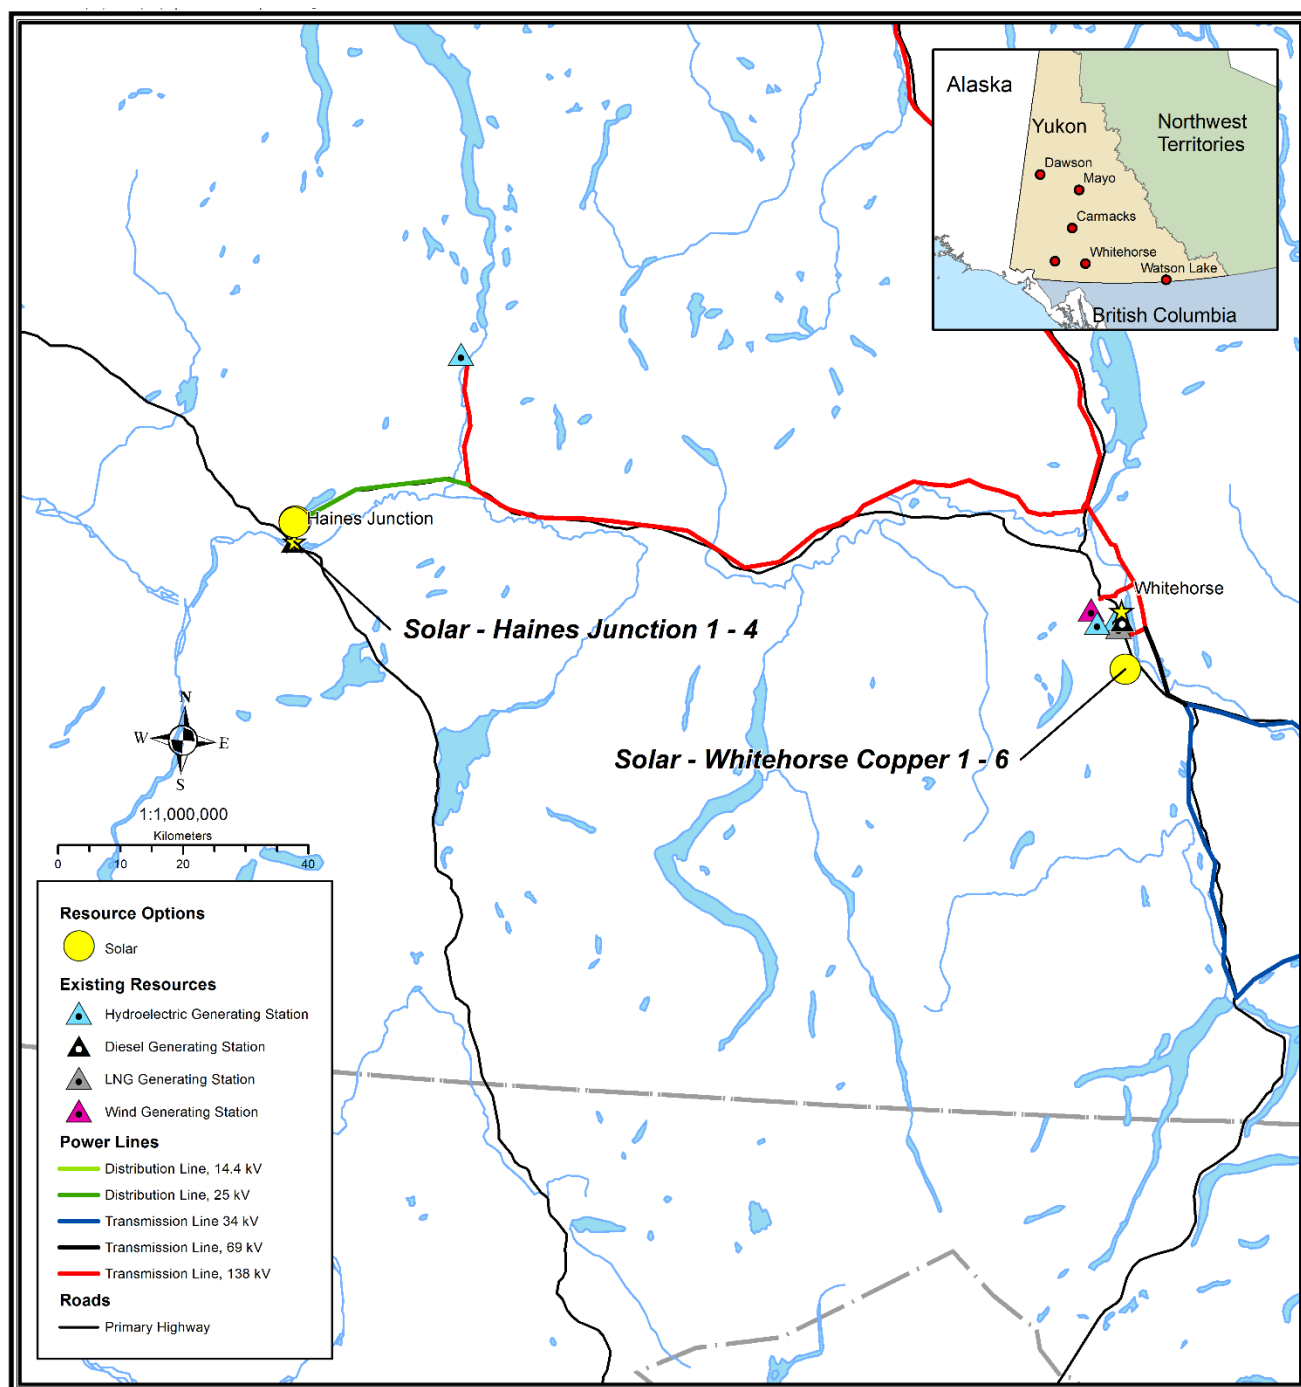 Alaska
Yukon
Northwest
Territories
Dawson
Mayo
Carmacks
Whitehorse
Watson Lake
British Columbia
Haines Junction
Whitehorse
Solar - Haines Junction 1 - 4
Solar - Whitehorse Copper 1 - 6
N
W
E
S
1:1,000,000
Kilometers
0 10 20 40
Resource Options
Solar
Existing Resources
Hydroelectric Generating Station
Diesel Generating Station
LNG Generating Station
Wind Generating Station
Power Lines
Distribution Line, 14.4 kV
Distribution Line, 25 kV
Transmission Line 34 kV
Transmission Line, 69 kV
Transmission Line, 138 kV
Roads
Primary Highway